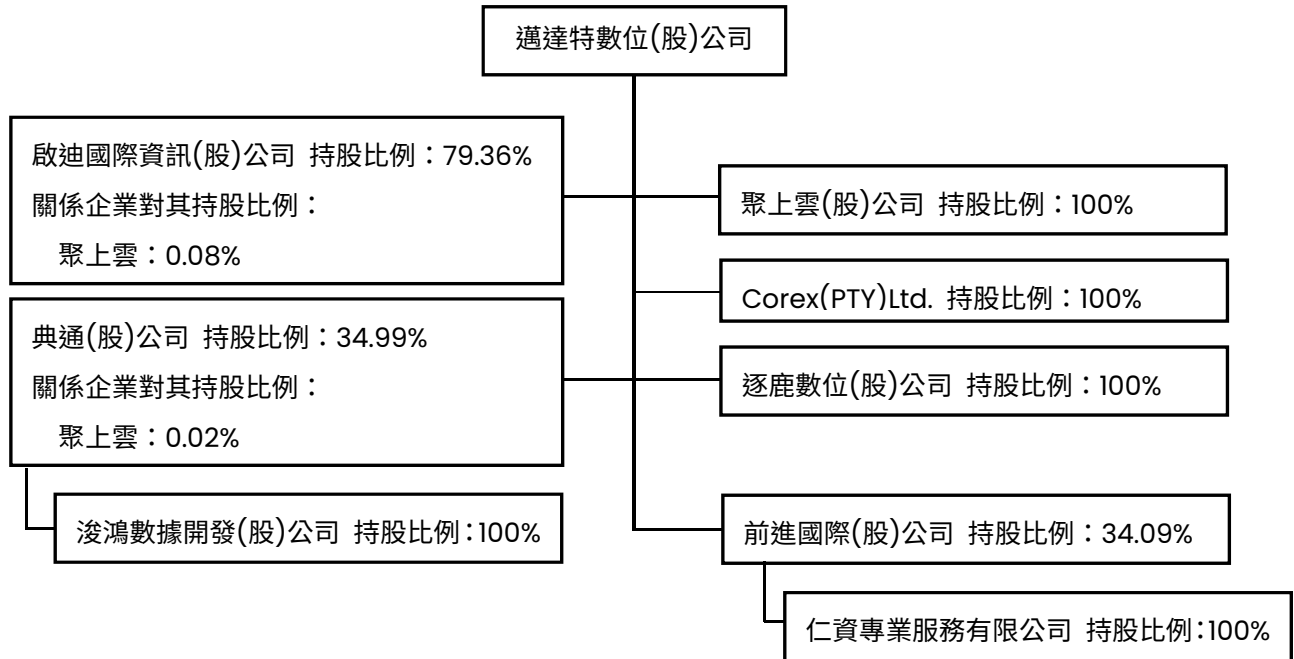 邁達特數位(股)公司
啟迪國際資訊(股)公司 持股比例：79.36%
關係企業對其持股比例：
聚上雲：0.08%
典通(股)公司 持股比例：34.99%
關係企業對其持股比例：
聚上雲：0.02%
浚鴻數據開發(股)公司 持股比例：100%
聚上雲(股)公司 持股比例：100%
Corex(PTY)Ltd. 持股比例：100%
逐鹿數位(股)公司 持股比例：100%
前進國際(股)公司 持股比例：34.09%
仁資專業服務有限公司 持股比例：100%